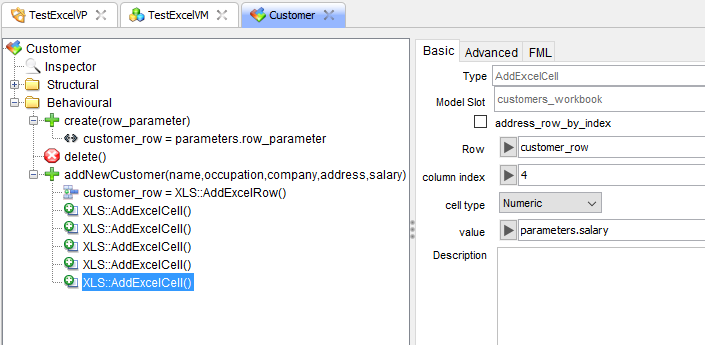 TestExcelVP
TestExcelVM
Customer
Customer
Inspector
Structural
Behavioural
create(row_parameter)
customer_row = parameters.row_parameter
delete()
addNewCustomer(name,occupation,company,address,salary)
customer_row = XLS::AddExcelRow()
XLS::AddExcelCell()
XLS::AddExcelCell()
XLS::AddExcelCell()
XLS::AddExcelCell()
XLS::AddExcelCell()
Basic
Advanced
FML
Type AddExcelCell
Model Slot customers_workbook
address_row_by_index
Row customer_row
column index 4
cell type Numeric
value parameters.salary
Description